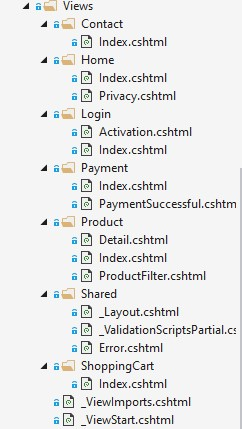 Views
Contact
Index.cshtml
Home
Index.cshtml
Privacy.cshtml
Login
Activation.cshtml
Index.cshtml
Payment
Index.cshtml
PaymentSuccessful.cshtm
Product
Detail.cshtml
Index.cshtml
ProductFilter.cshtml
Shared
_Layout.cshtml
_ValidationScriptsPartial.cs
Error.cshtml
ShoppingCart
Index.cshtml
_ViewImports.cshtml
_ViewStart.cshtml